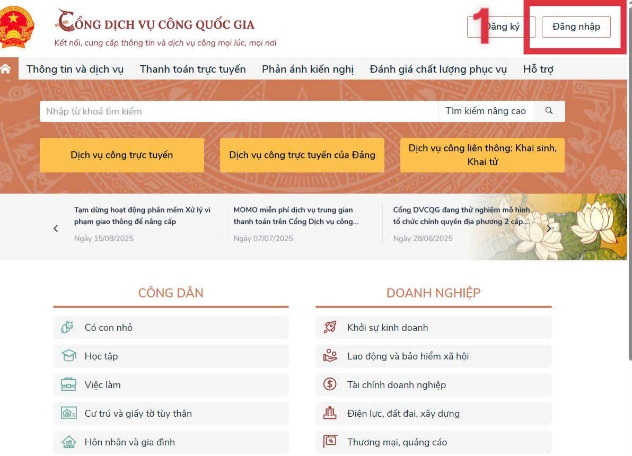 CỔNG DỊCH VỤ CÔNG QUỐC GIA
Kết nối, cung cấp thông tin và dịch vụ công mọi lúc, mọi nơi
1
Đăng ký
Đăng nhập
Thông tin và dịch vụ
Thanh toán trực tuyến
Phản ánh kiến nghị
Đánh giá chất lượng phục vụ
Hỗ trợ
Nhập từ khoá tìm kiếm
Tìm kiếm nâng cao
Dịch vụ công trực tuyến
Dịch vụ công trực tuyến của Đảng
Dịch vụ công liên thông: Khai sinh,
Khai tử
Tạm dừng hoạt động phần mềm Xử lý vi
phạm giao thông để nâng cấp
Ngày 15/08/2025
MOMO miễn phí dịch vụ trung gian
thanh toán trên Cổng Dịch vụ công...
Ngày 07/07/2025
Cổng DVCQG đang thử nghiệm mô hình
tổ chức chính quyền địa phương 2 cấp...
Ngày 28/06/2025
CÔNG DÂN
Có con nhỏ
Học tập
Việc làm
Cư trú và giấy tờ tùy thân
Hôn nhân và gia đình
DOANH NGHIỆP
Khởi sự kinh doanh
Lao động và bảo hiểm xã hội
Tài chính doanh nghiệp
Điện lực, đất đai, xây dựng
Thương mại, quảng cáo